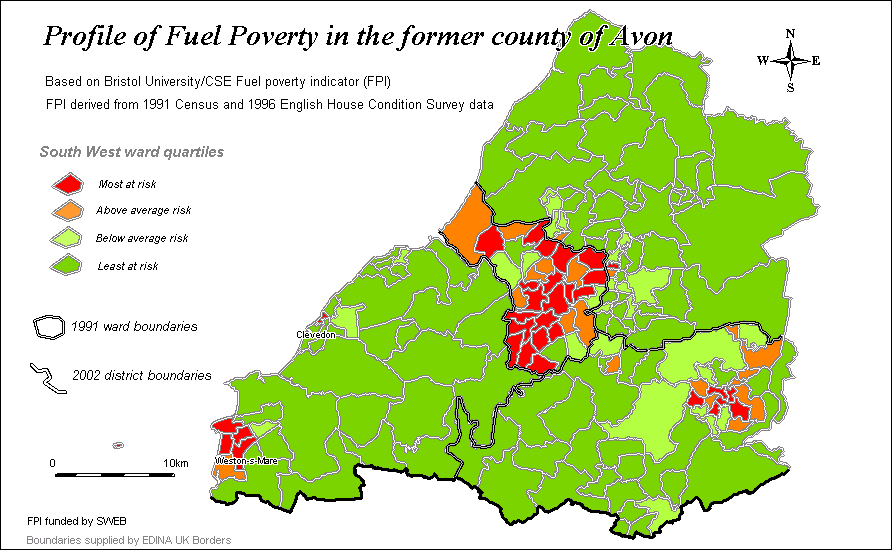 Profile of Fuel Poverty in the former county of Avon
Based on Bristol University/CSE Fuel poverty indicator (FPI)
FPI derived from 1991 Census and 1996 English House Condition Survey data
N
W E
S
South West ward quartiles
Most at risk
Above average risk
Below average risk
Least at risk
1991 ward boundaries
2002 district boundaries
Clevedon
Weston-s-Mare
0 10km
FPI funded by SWEB
Boundaries supplied by EDINA UK Borders